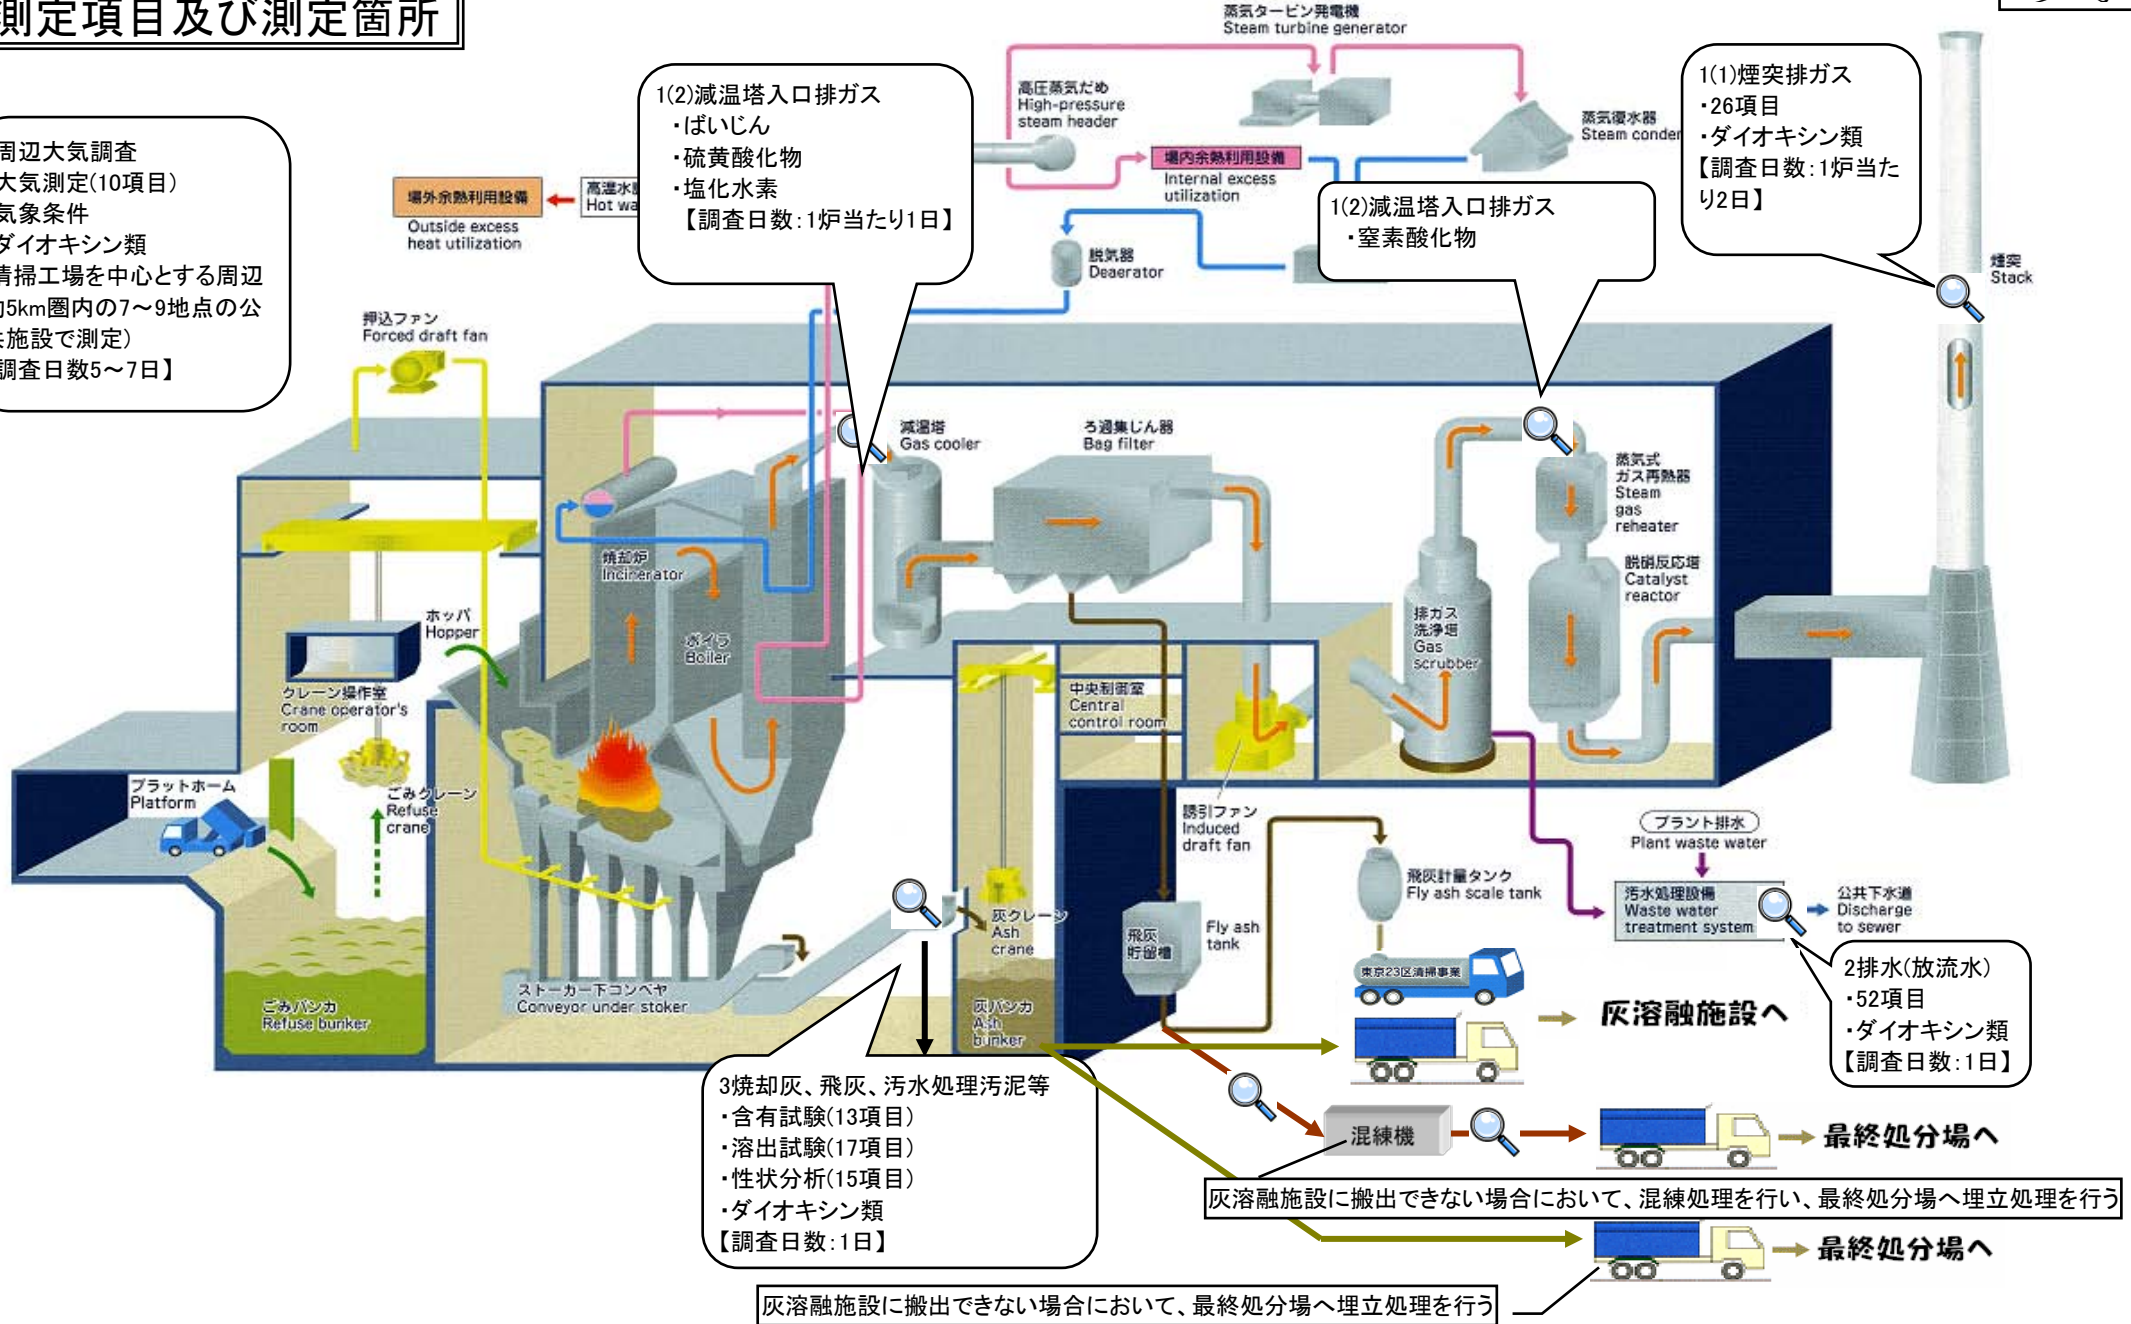 測定項目及び測定箇所
周辺大気調査
大気測定(10項目)
気象条件
ダイオキシン類
清掃工場を中心とする周辺
5km圏内の7～9地点の公
施設で測定)
調査日数5～7日】
1(2)減温塔入口排ガス
・ばいじん
・硫黄酸化物
・塩化水素
【調査日数:1炉当たり1日】
蒸気タービン発電機
Steam turbine generator
高圧蒸気だめ
High-pressure
steam header
蒸気復水器
Steam conden
1(1)煙突排ガス
・26項目
・ダイオキシン類
【調査日数:1炉当た
り2日】
場外余熱利用設備
Outside excess
heat utilization
高温水
Hot wa
場内余熱利用設備
Internal excess
utilization
1(2)減温塔入口排ガス
・窒素酸化物
脱気器
Deaerator
煙突
Stack
押込ファン
Forced draft fan
減温塔
Gas cooler
ろ過集じん器
Bag filter
蒸気式
ガス再熱器
Steam
gas
reheater
焼却炉
Incinerator
脱硝反応塔
Catalyst
reactor
ホッパ
Hopper
ボイラ
Boiler
排ガス
洗浄塔
Gas
scrubber
クレーン操作室
Crane operator's
room
中央制御室
Central
control room
プラットホーム
Platform
ごみクレーン
Refuse
crane
誘引ファン
Induced
draft fan
プラント排水
Plant waste water
飛灰計量タンク
Fly ash scale tank
汚水処理設備
Waste water
treatment system
公共下水道
Discharge
to sewer
灰クレーン
Ash
crane
飛灰
貯留槽
Fly ash
tank
ごみバンカ
Refuse bunker
ストーカー下コンベヤ
Conveyor under stoker
灰バンカ
Ash
bunker
東京23区清掃事業
灰溶融施設へ
2排水(放流水)
・52項目
・ダイオキシン類
【調査日数:1日】
3焼却灰、飛灰、汚水処理汚泥等
・含有試験(13項目)
・溶出試験(17項目)
・性状分析(15項目)
・ダイオキシン類
【調査日数:1日】
混練機
最終処分場へ
灰溶融施設に搬出できない場合において、混練処理を行い、最終処分場へ埋立処理を行う
最終処分場へ
灰溶融施設に搬出できない場合において、最終処分場へ埋立処理を行う